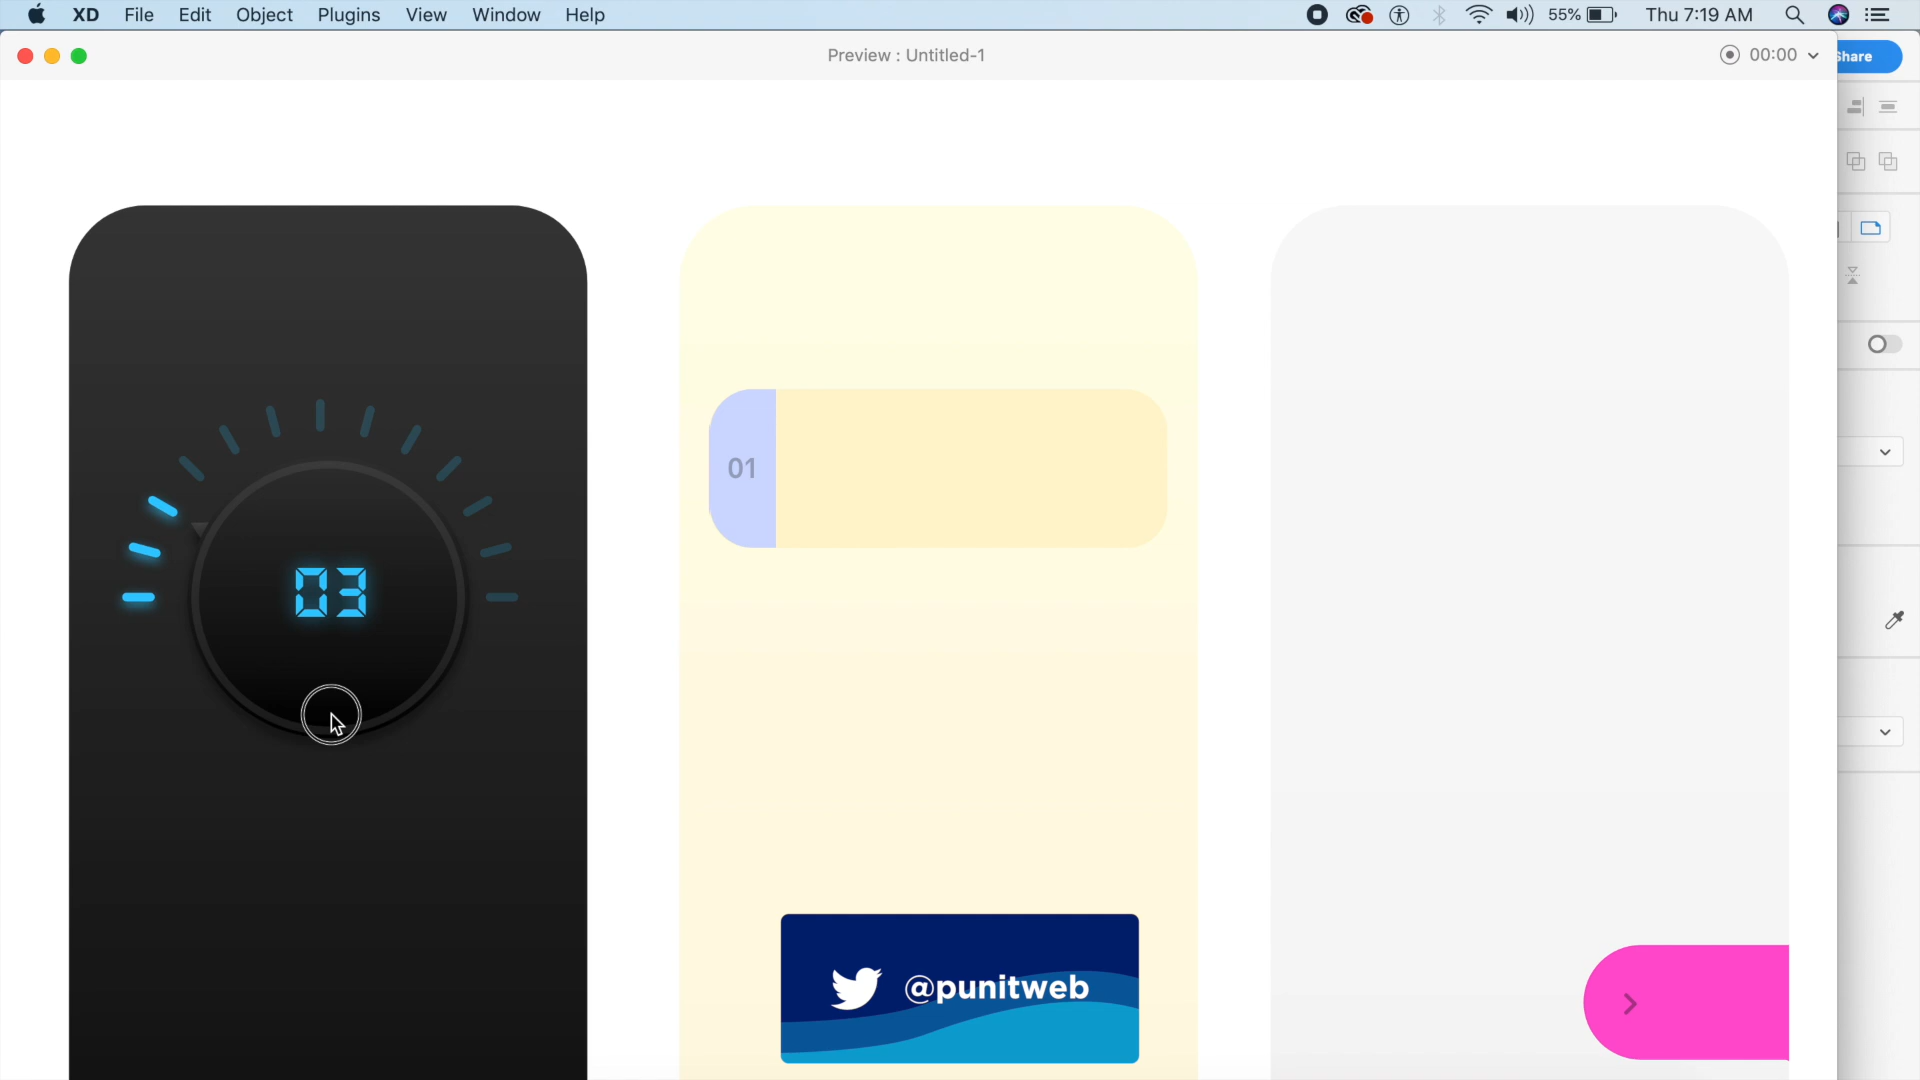 XD File Edit Object Plugins View Window Help 55% Thu 7:19 AM
Preview : Untitled-1
00:00
Share
01
03
@punitweb